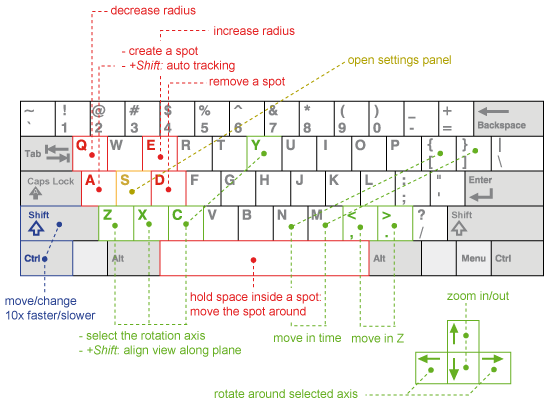 decrease radius
increase radius
- create a spot
- +Shift: auto tracking
open settings panel
remove a spot
~ ! @ # $ % ^ & * ( ) _ +
` 1 2 3 4 5 6 7 8 9 0 - = Backspace
Tab Q W E R T Y U I O P { [ } ] | \
Caps Lock A S D F G H J K L : ; " ' Enter
Shift Z X C V B N M < , > . ? / Shift
Ctrl Alt Alt Menu Ctrl
move/change
10x faster/slower
hold space inside a spot:
move the spot around
zoom in/out
- select the rotation axis
- +Shift: align view along plane
move in time
move in Z
rotate around selected axis